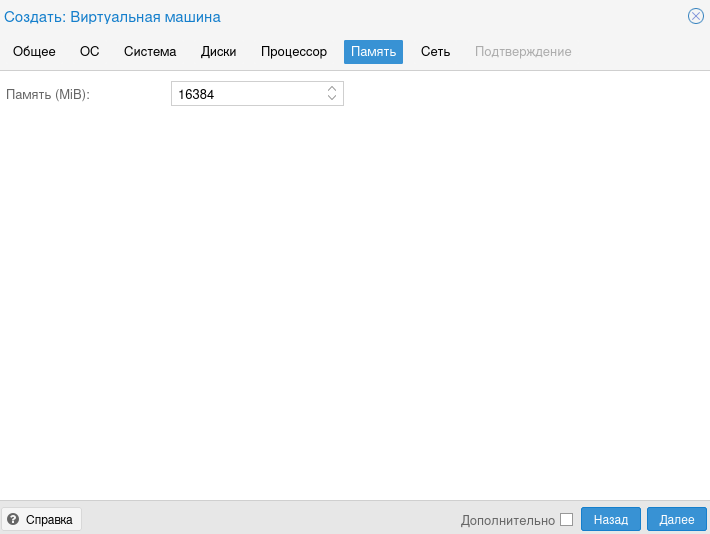 Создать: Виртуальная машина
Общее ОС Система Диски Процессор Память Сеть Подтверждение
Память (MiB): 16384
? Справка Дополнительно Назад Далее